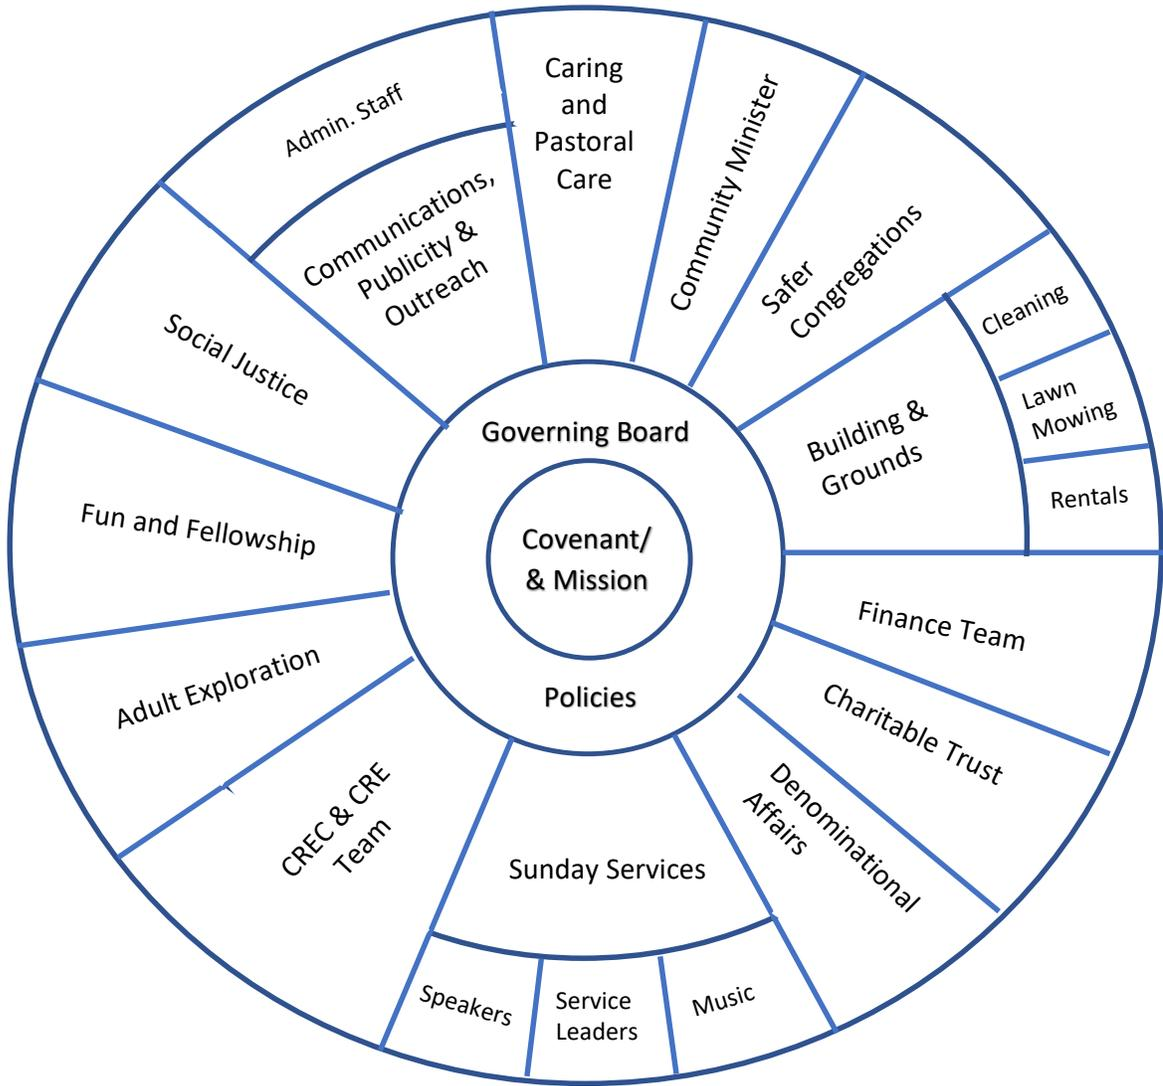 Caring
and
Pastoral
Care
Community Minister
Safer
Congregations
Cleaning
Lawn
Mowing
Rentals
Building &
Grounds
Finance Team
Charitable Trust
Denominational
Affairs
Sunday Services
Music
Service
Leaders
Speakers
CREC & CRE
Team
Adult Exploration
Fun and Fellowship
Social Justice
Admin. Staff
Communications,
Publicity &
Outreach
Governing Board
Covenant/
& Mission
Policies